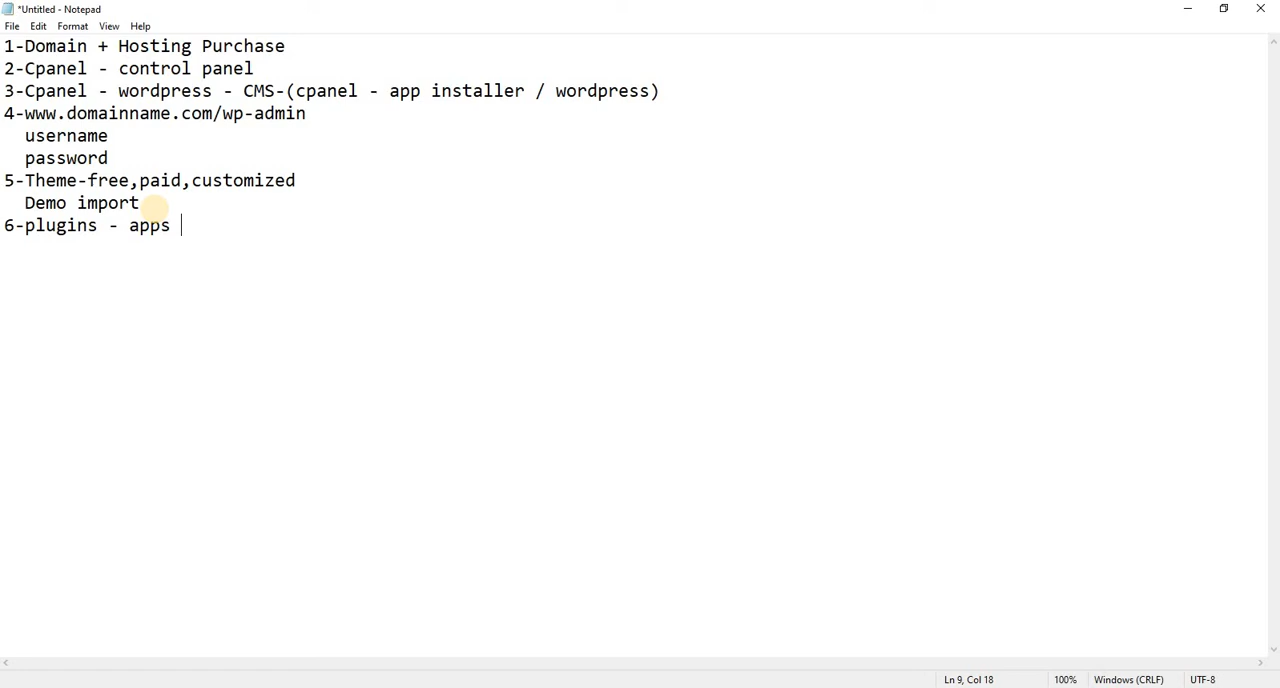 *Untitled - Notepad
File Edit Format View Help
1-Domain + Hosting Purchase
2-Cpanel - control panel
3-Cpanel - wordpress - CMS-(cpanel - app installer / wordpress)
4-www.domainname.com/wp-admin
username
password
5-Theme-free,paid,customized
Demo import
6-plugins - apps
Ln 9, Col 18 100% Windows (CRLF) UTF-8